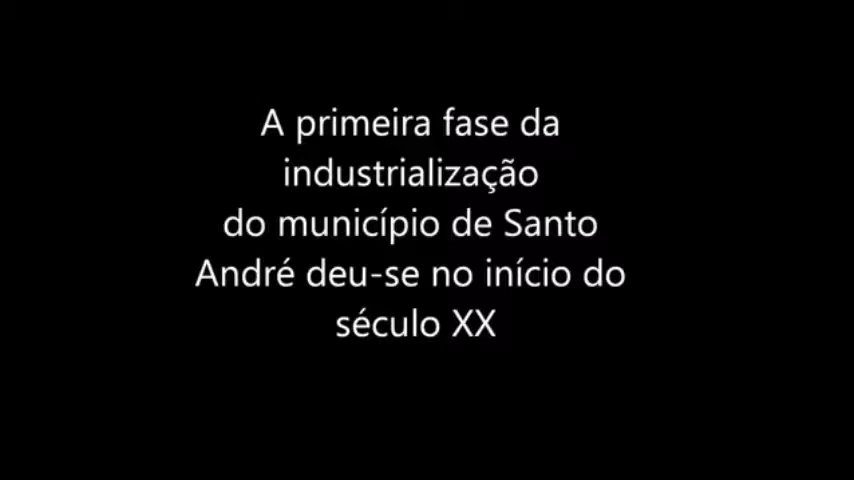 A primeira fase da
industrialização
do município de Santo
André deu-se no início do
século XX